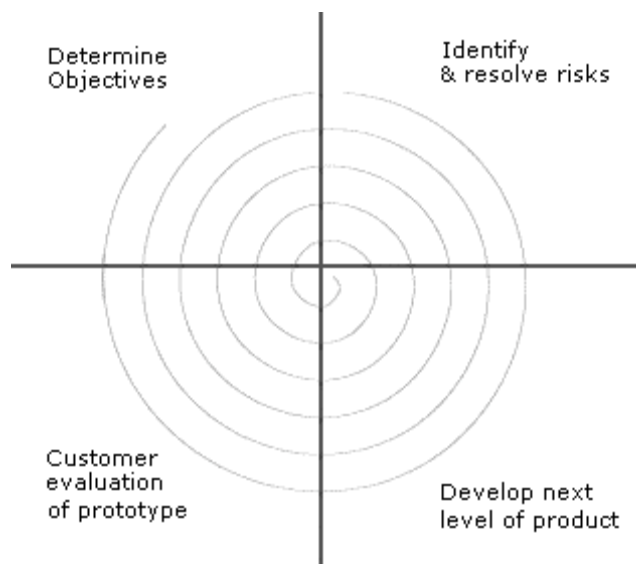 Determine
Objectives
Identify
& resolve risks
Customer
evaluation
of prototype
Develop next
level of product